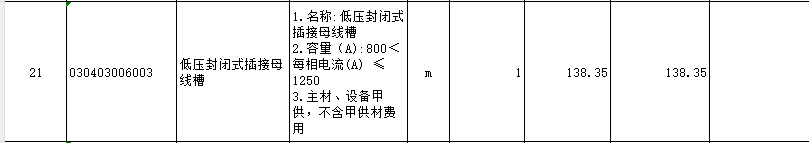 21
030403006003
低压封闭式插接母
线槽
1.名称:低压封闭式
插接母线槽
2.容量（A):800＜
每相电流(A) ≤
1250
3.主材、设备甲
供，不含甲供材费
用
m
1
138.35
138.35